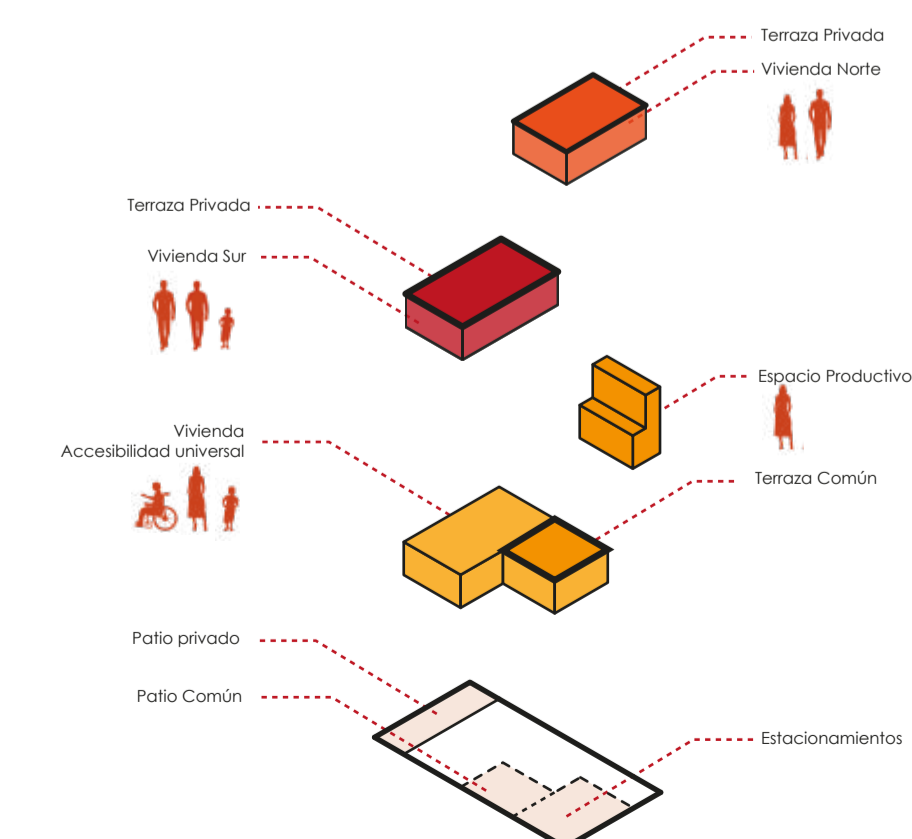 Terraza Privada
Vivienda Norte
Terraza Privada
Vivienda Sur
Espacio Productivo
Vivienda
Accesibilidad universal
Terraza Común
Patio privado
Patio Común
Estacionamientos